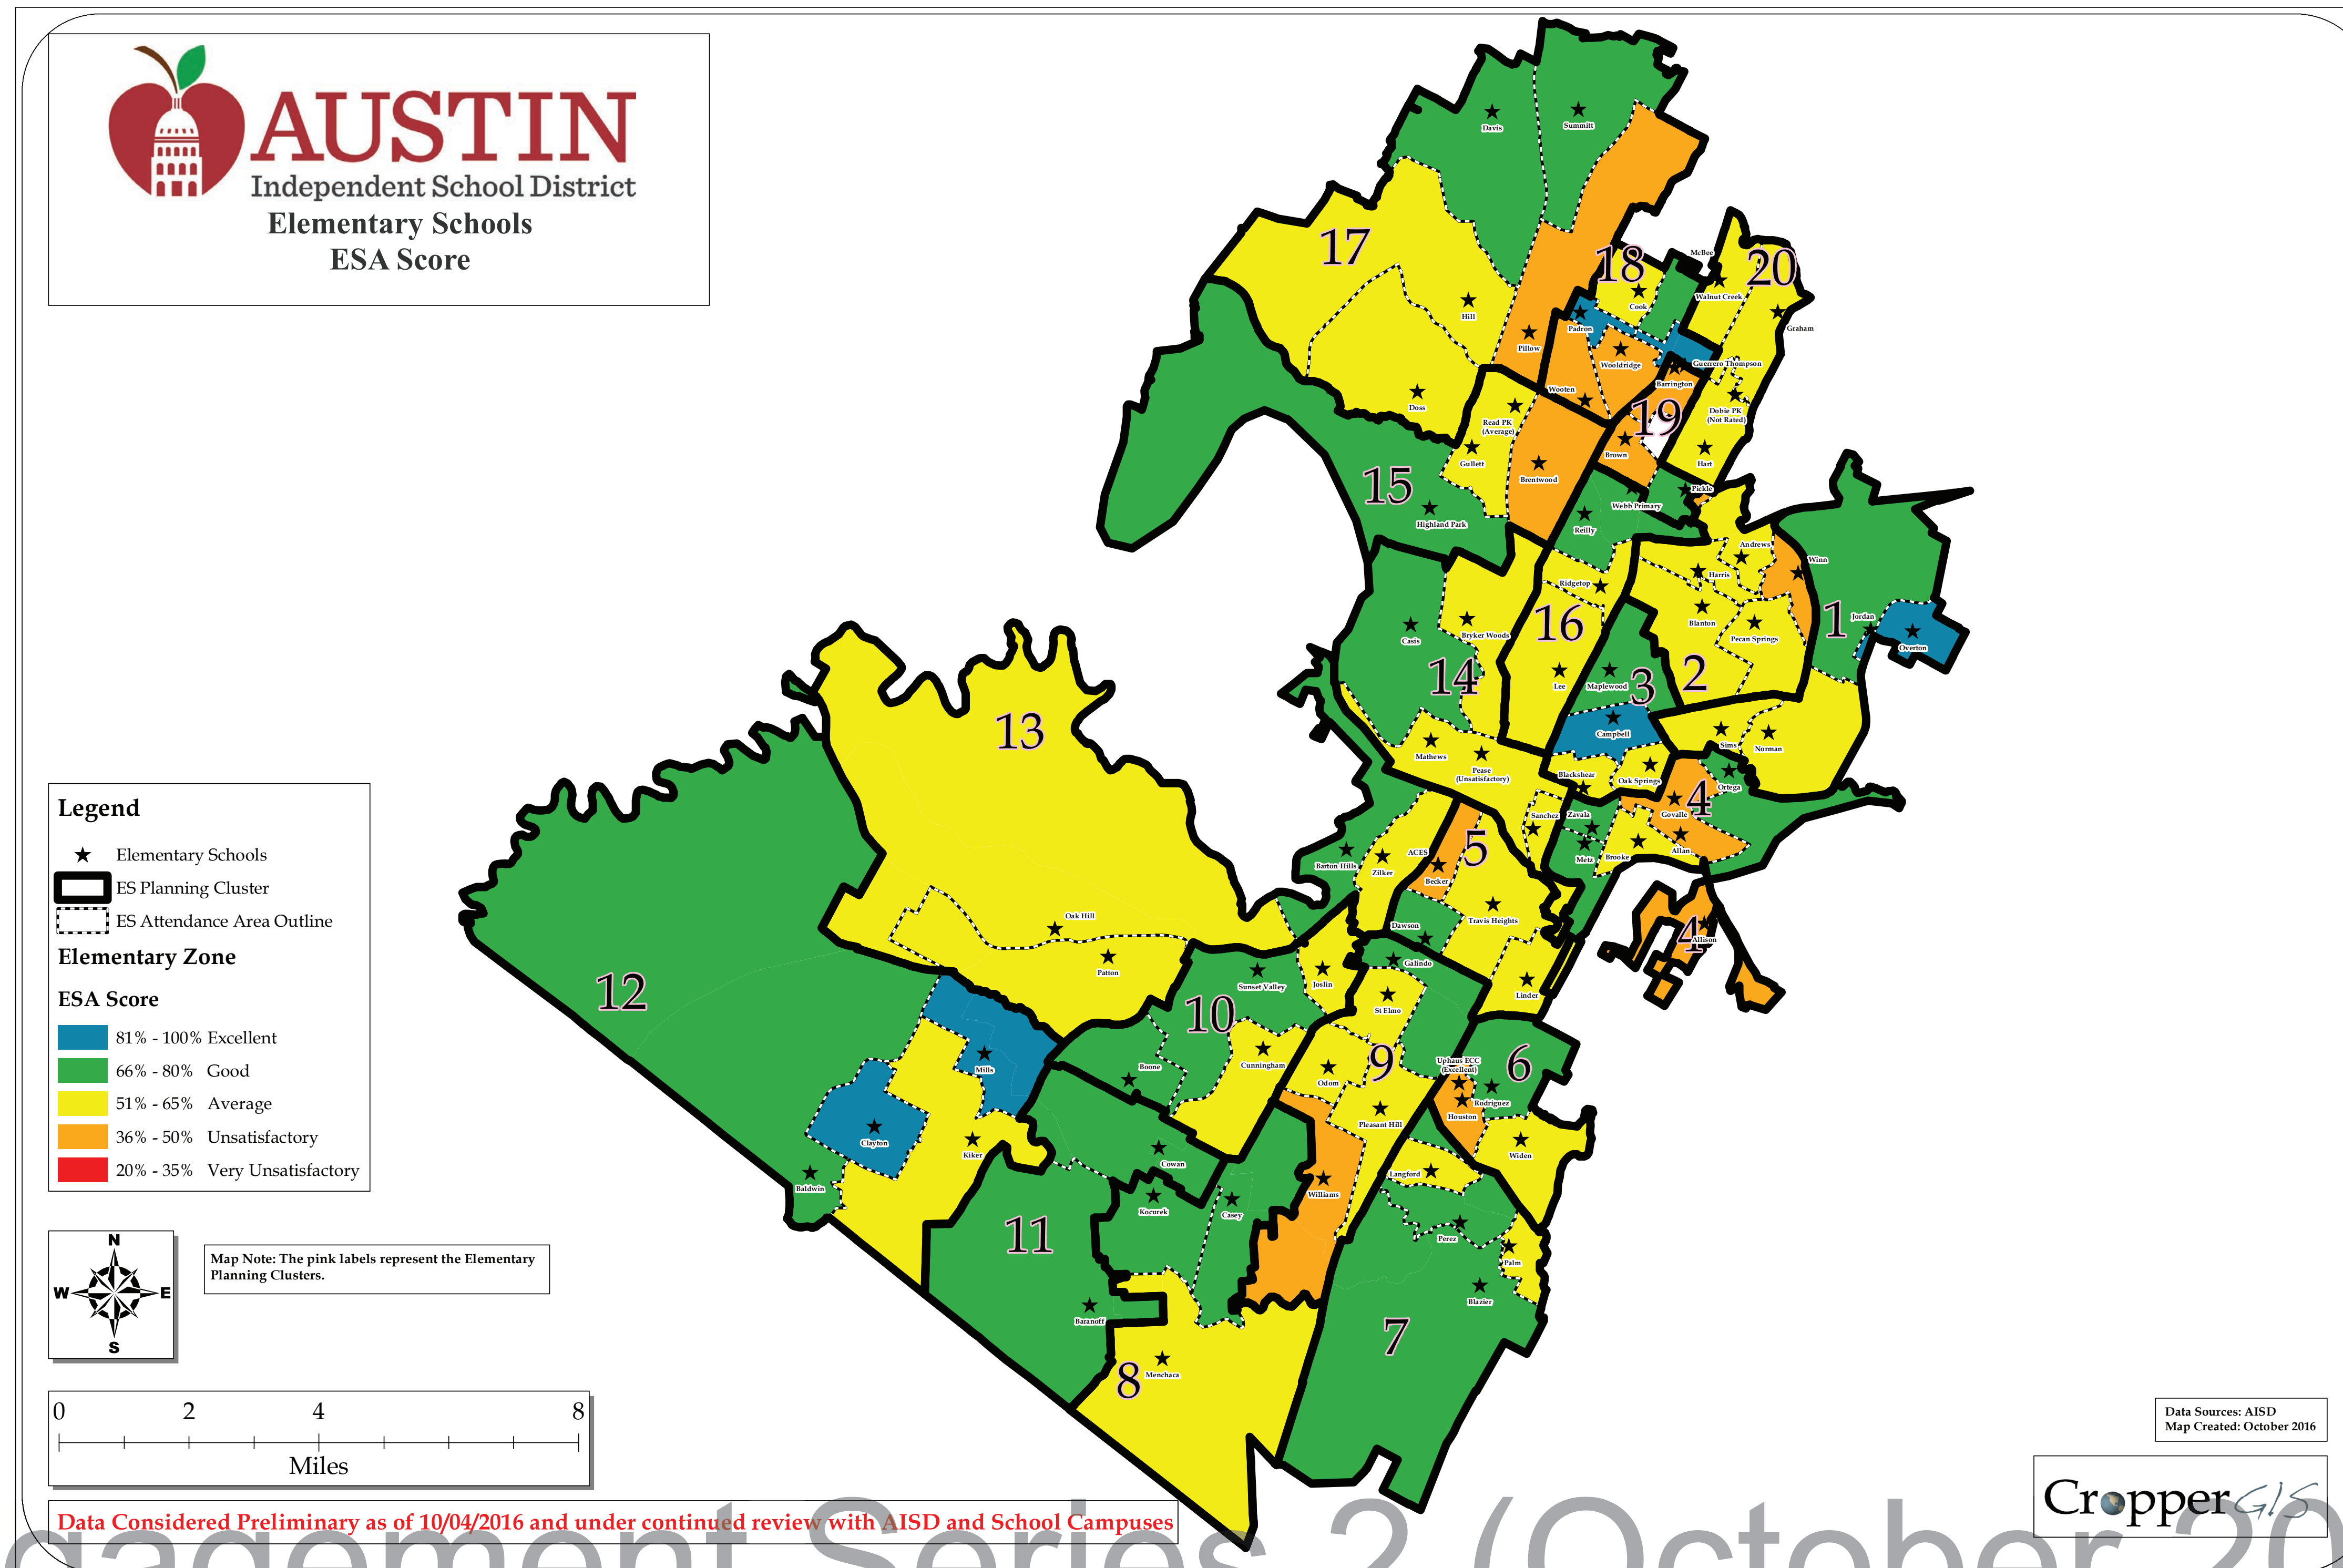 AUSTIN
Independent School District
Elementary Schools
ESA Score
Davis
Summitt
17
18
McBee
20
Walnut Creek
Cook
Hill
Padron
Graham
Pillow
Wooldridge
Guerrero Thompson
Barrington
Wooten
Doss
19
Dobie PK
(Not Rated)
Read PK
(Average)
Brown
Gullett
Hart
Brentwood
15
Pickle
Webb Primary
Highland Park
Reilly
Andrews
Winn
Harris
Ridgetop
1
Jordan
16
Blanton
Casis
Bryker Woods
Pecan Springs
Overton
14
Lee
Maplewood
3
2
13
Campbell
Sims
Norman
Mathews
Pease
(Unsatisfactory)
Blackshear
Oak Springs
Ortega
4
Sanchez
Zavala
Govalle
5
ACES
Barton Hills
Zilker
Becker
Metz
Brooke
Allan
Oak Hill
Travis Heights
Dawson
4
Allison
Patton
Galindo
12
Sunset Valley
Joslin
Linder
10
St Elmo
Mills
Boone
Cunningham
Odom
9
Uphaus ECC
(Excellent)
6
Rodriguez
Houston
Clayton
Pleasant Hill
Kiker
Cowan
Widen
Langford
Baldwin
Williams
Kocurek
Casey
11
Perez
Palm
Blazier
Baranoff
7
8
Menchaca
Legend
Elementary Schools
ES Planning Cluster
ES Attendance Area Outline
Elementary Zone
ESA Score
81% - 100% Excellent
66% - 80% Good
51% - 65% Average
36% - 50% Unsatisfactory
20% - 35% Very Unsatisfactory
N
W E
S
Map Note: The pink labels represent the Elementary
Planning Clusters.
0 2 4 8
Miles
Data Sources: AISD
Map Created: October 2016
Cropper GIS
Data Considered Preliminary as of 10/04/2016 and under continued review with AISD and School Campuses
gagement Series 2 (October 20